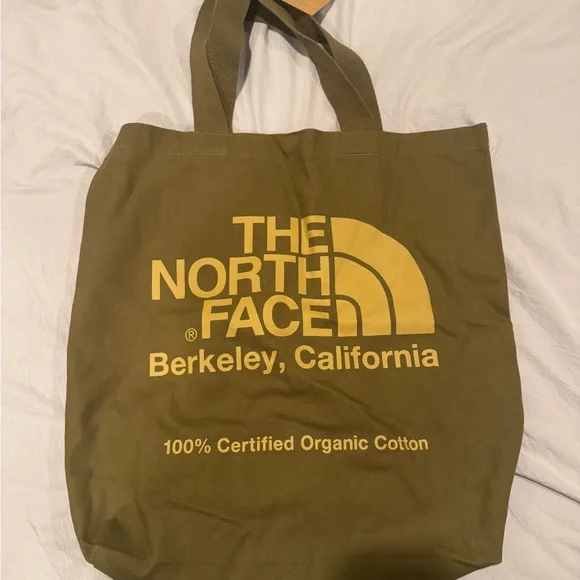 THE
NORTH
® FACE
Berkeley, California
100% Certified Organic Cotton